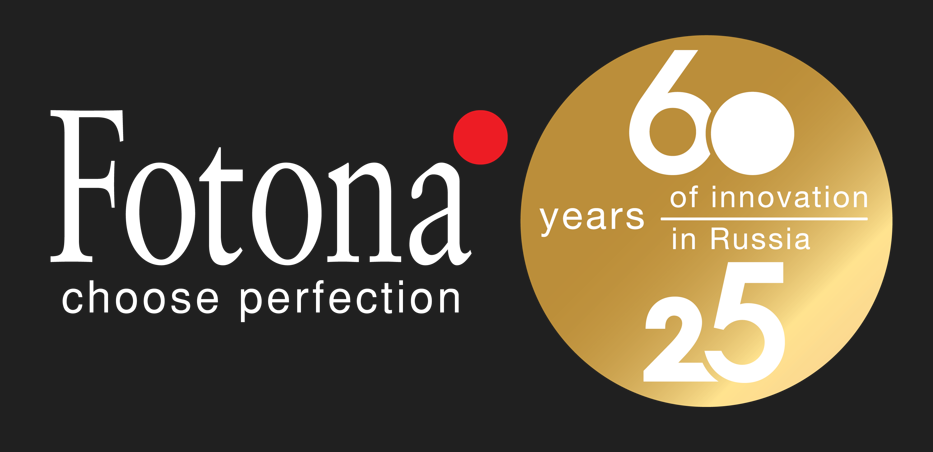 Fotona
choose perfection
60
years
of innovation
in Russia
25